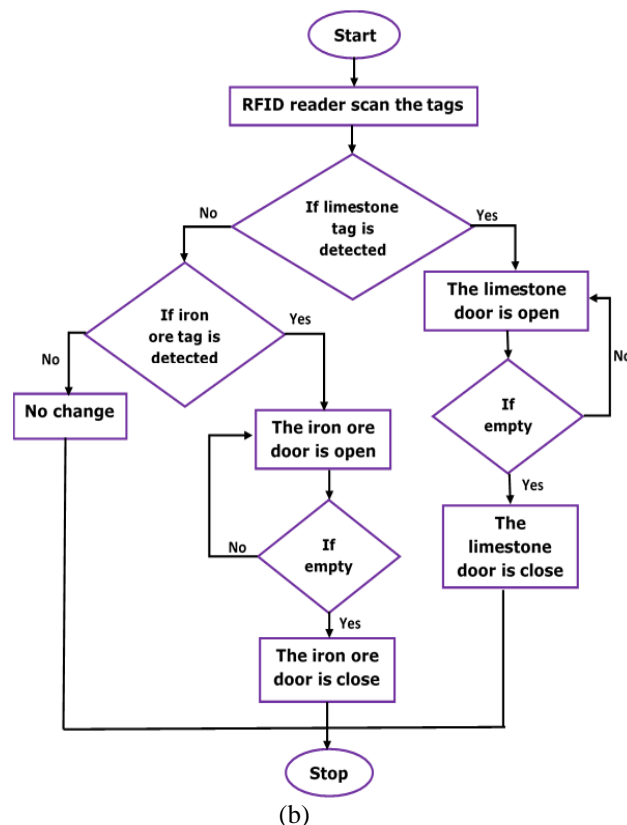 Start
RFID reader scan the tags
If limestone
tag is
detected
No
Yes
If iron
ore tag is
detected
The limestone
door is open
No
Yes
No
No change
The iron ore
door is open
If
empty
Yes
No
If
empty
The
limestone
door is close
Yes
The iron ore
door is close
Stop
(b)